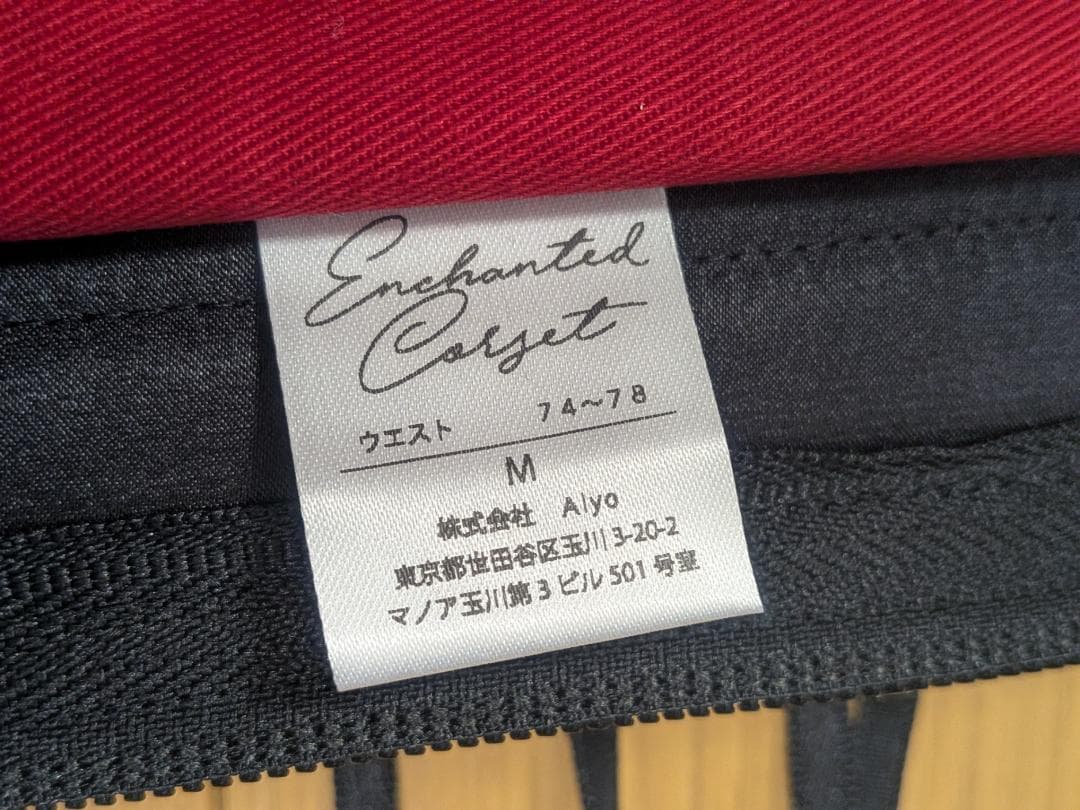 Enchanted
Corset
ウエスト 74～78
M
株式会社 Alyo
東京都世田谷区玉川 3-20-2
マノア玉川第 3 ビル 501 号室